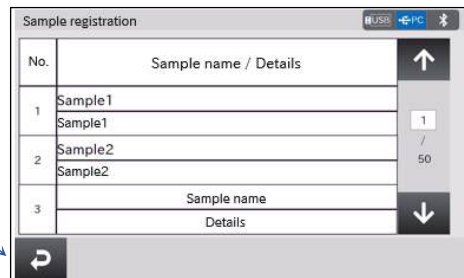 Sample registration
USB PC
No. Sample name / Details
1 Sample1
Sample1
2 Sample2
Sample2
3 Sample name
Details
1
/
50